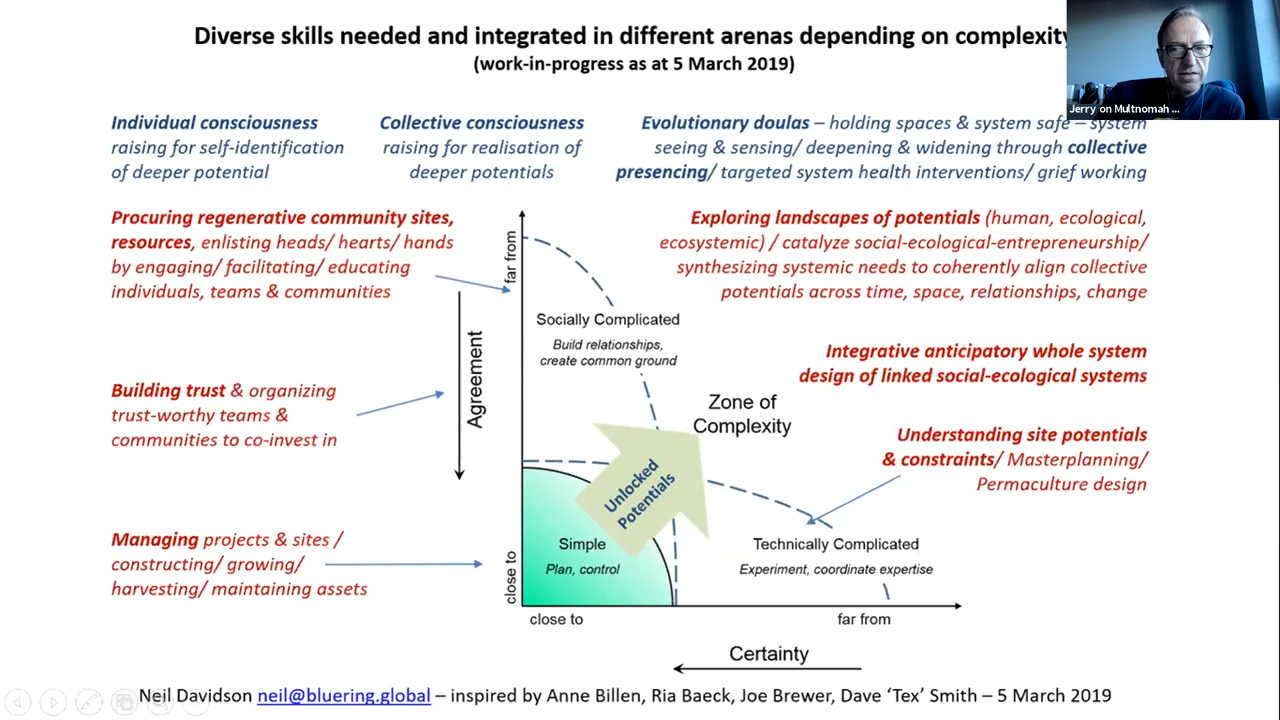 Diverse skills needed and integrated in different arenas depending on complexity
(work-in-progress as at 5 March 2019)
Jerry on Multnomah ...
Individual consciousness
raising for self-identification
of deeper potential
Collective consciousness
raising for realisation of
deeper potentials
Evolutionary doulas – holding spaces & system safe – system
seeing & sensing/ deepening & widening through collective
presencing/ targeted system health interventions/ grief working
Procuring regenerative community sites,
resources, enlisting heads/ hearts/ hands
by engaging/ facilitating/ educating
individuals, teams & communities
Exploring landscapes of potentials (human, ecological,
ecosystemic) / catalyze social-ecological-entrepreneurship/
synthesizing systemic needs to coherently align collective
potentials across time, space, relationships, change
far from
Socially Complicated
Build relationships,
create common ground
Agreement
Integrative anticipatory whole system
design of linked social-ecological systems
Building trust & organizing
trust-worthy teams &
communities to co-invest in
Zone of
Complexity
Understanding site potentials
& constraints/ Masterplanning/
Permaculture design
Unlocked
Potentials
Managing projects & sites /
constructing/ growing/
harvesting/ maintaining assets
Simple
Plan, control
Technically Complicated
Experiment, coordinate expertise
close to
close to
far from
Certainty
Neil Davidson neil@bluering.global – inspired by Anne Billen, Ria Baeck, Joe Brewer, Dave ‘Tex’ Smith – 5 March 2019